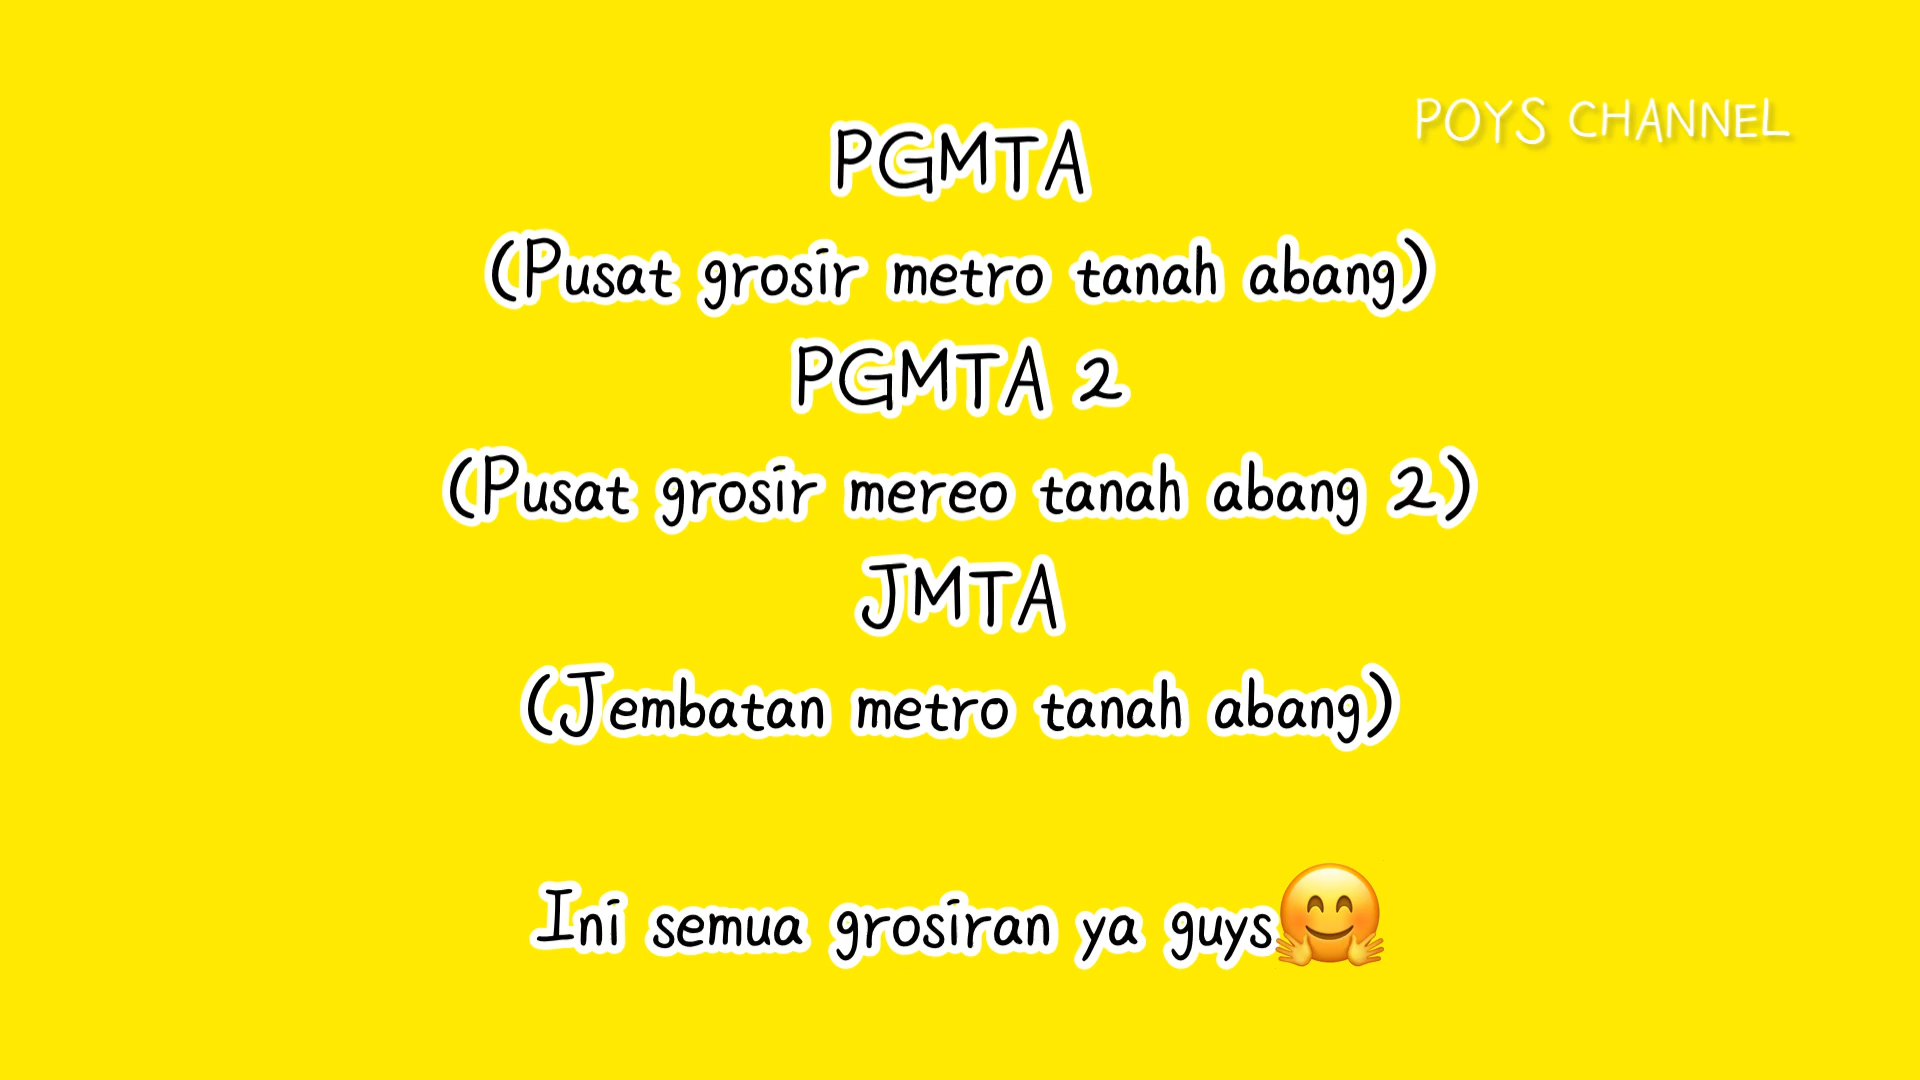 POYS CHANNEL
PGMTA
(Pusat grosir metro tanah abang)
PGMTA 2
(Pusat grosir mereo tanah abang 2)
JMTA
(Jembatan metro tanah abang)
Ini semua grosiran ya guys🤗